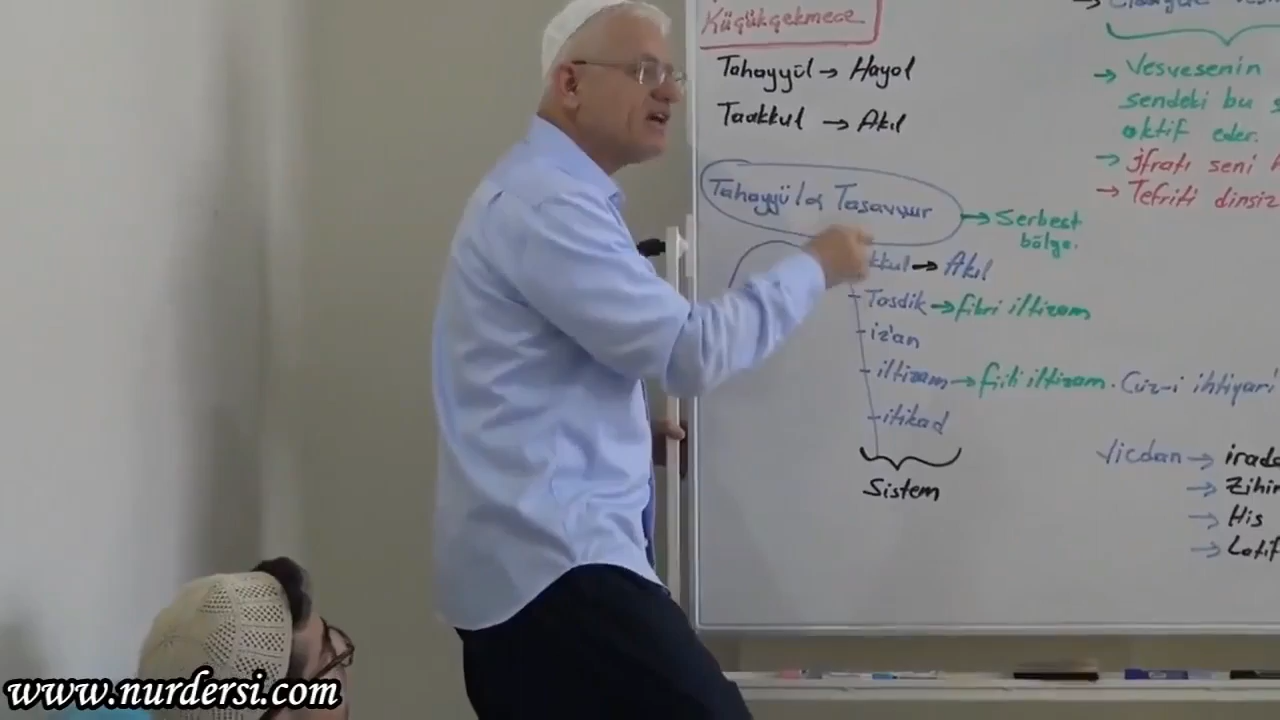 Küçükçekmece
Tahayyül → Hayal
Taakkul → Akıl
Tahayyül & Tasavvur → Serbest
bölge.
kkul → Akıl
Tasdik → fikri iltizam
iz'an
iltizam → fiili iltizam. Cüz-i ihtiyari
itikad
Sistem
→ Vesvesenin
sendeki bu
aktif eder.
→ ifratı seni
→ Tefriti dinsiz
Vicdan → irade
→ Zihin
→ His
→ Latif
www.nurdersi.com